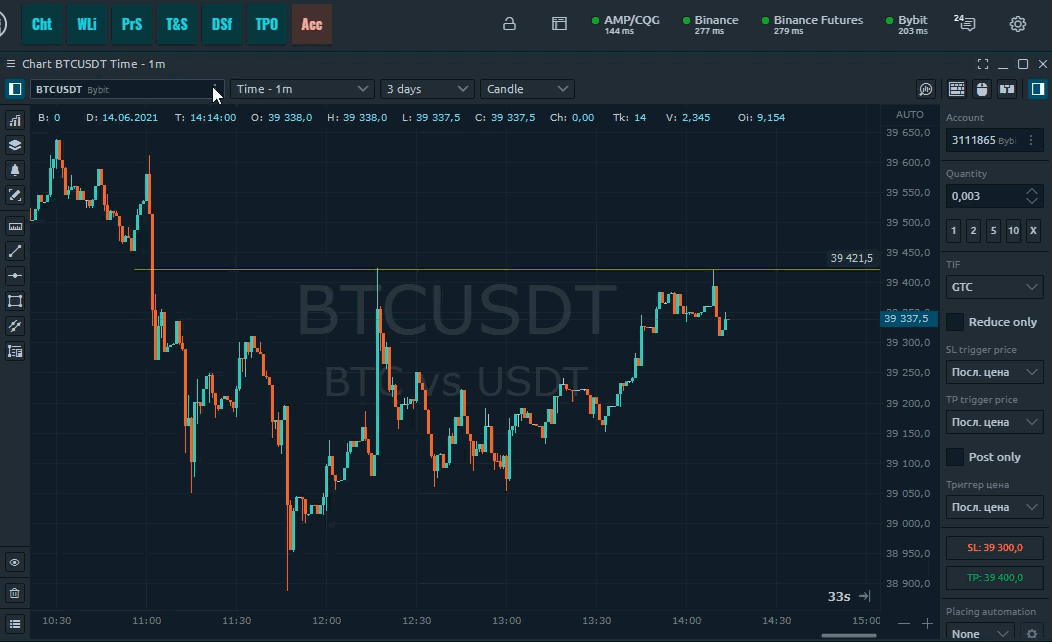 Cht WLi PrS T&S DSf TPO Acc
AMP/CQG 144 ms
Binance 277 ms
Binance Futures 279 ms
Bybit 203 ms
24
Chart BTCUSDT Time - 1m
BTCUSDT Bybit
Time - 1m
3 days
Candle
B: 0 D: 14.06.2021 T: 14:14:00 O: 39 338,0 H: 39 338,0 L: 39 337,5 C: 39 337,5 Ch: 0,00 Tk: 14 V: 2,345 Oi: 9,154
AUTO
39 650,0
39 600,0
39 550,0
39 500,0
39 450,0
39 421,5
39 400,0
39 337,5
39 300,0
39 250,0
39 200,0
39 150,0
39 100,0
39 050,0
39 000,0
38 950,0
38 900,0
BTCUSDT
BTC vs USDT
33s
10:30 11:00 11:30 12:00 12:30 13:00 13:30 14:00 14:30 15:00
Account
3111865 Bybi
Quantity
0,003
1 2 5 10 X
TIF
GTC
Reduce only
SL trigger price
Посл. цена
TP trigger price
Посл. цена
Post only
Триггер цена
Посл. цена
SL: 39 300,0
TP: 39 400,0
Placing automation
None